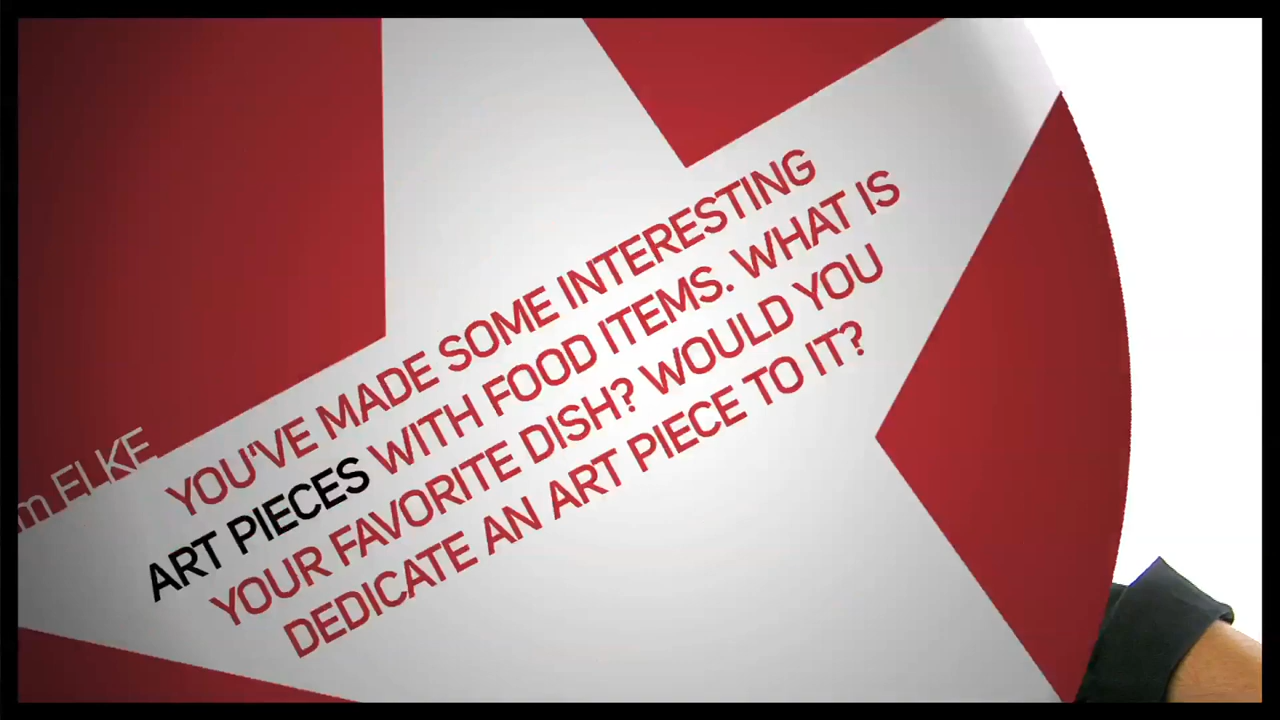 m ELKE
YOU'VE MADE SOME INTERESTING
ART PIECES WITH FOOD ITEMS. WHAT IS
YOUR FAVORITE DISH? WOULD YOU
DEDICATE AN ART PIECE TO IT?